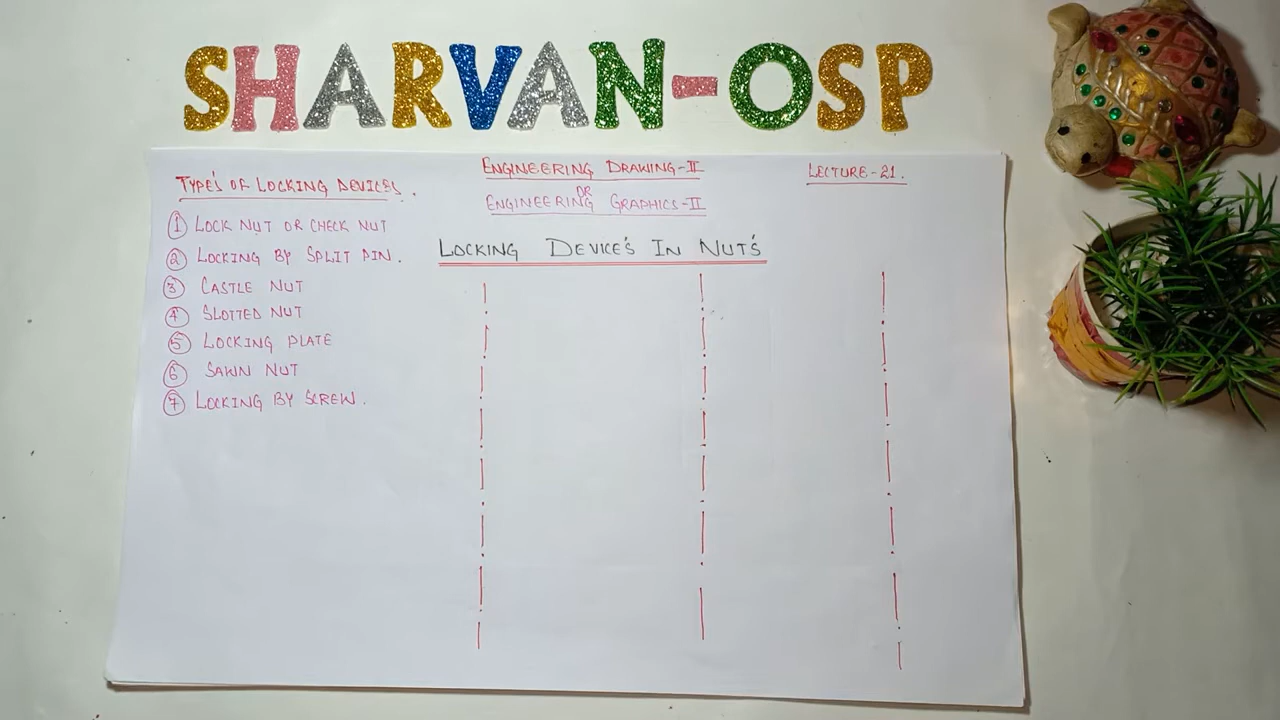 SHARVAN-OSP
ENGINEERING DRAWING-II
OR
ENGINEERING GRAPHICS-II
LECTURE-21.
LOCKING DEVICE'S IN NUT'S
TYPE'S OF LOCKING DEVICES.
① LOCK NUT OR CHECK NUT
② LOCKING BY SPLIT PIN.
③ CASTLE NUT
④ SLOTTED NUT
⑤ LOCKING PLATE
⑥ SAWN NUT
⑦ LOCKING BY SCREW.